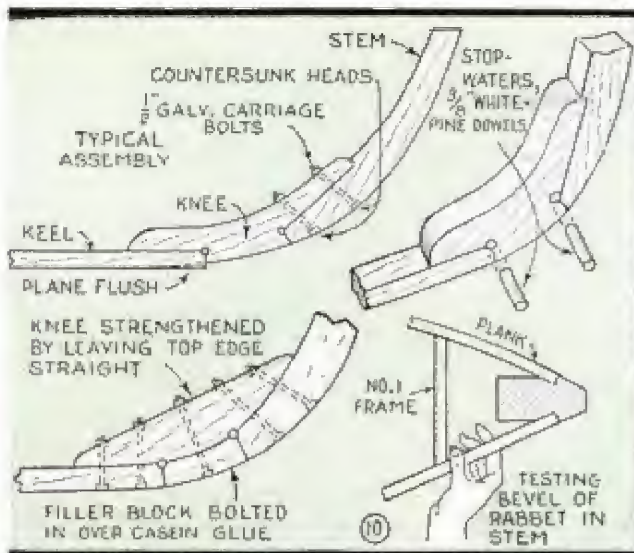 STEM
COUNTERSUNK HEADS
1/2" GALV. CARRIAGE
BOLTS
TYPICAL
ASSEMBLY
KNEE
KEEL
PLANE FLUSH
STOP-
WATERS,
3/8" WHITE-
PINE DOWELS
KNEE STRENGTHENED
BY LEAVING TOP EDGE
STRAIGHT
FILLER BLOCK BOLTED
IN OVER CASEIN GLUE
PLANK
NO.1
FRAME
TESTING
BEVEL OF
RABBET IN
STEM
10